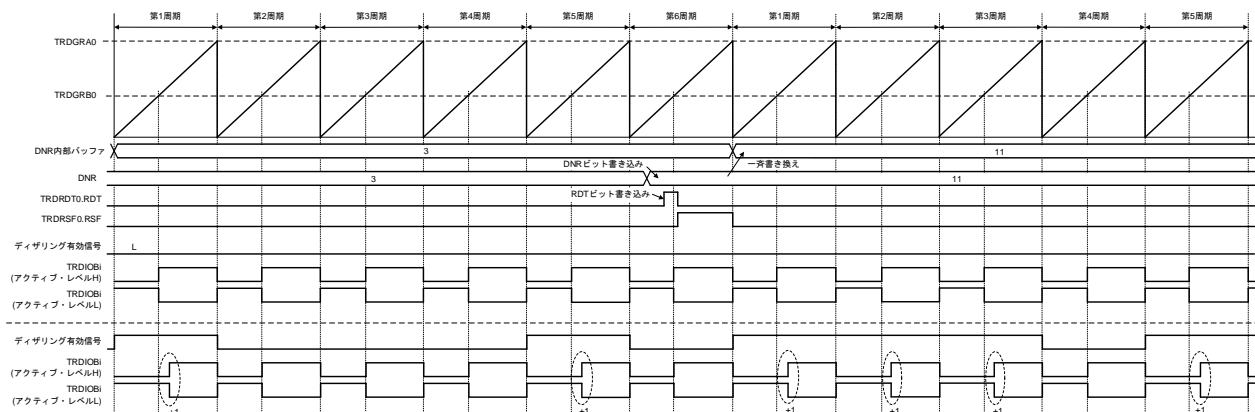 第1周期 第2周期 第3周期 第4周期 第5周期 第6周期 第1周期 第2周期 第3周期 第4周期 第5周期
TRDGRA0
TRDGRB0
DNR内部バッファ 3 11
DNRビット書き込み 一斉書き換え
DNR 3 11
TRDRDT0.RDT RDTビット書き込み
TRDRSF0.RSF
ディザリング有効信号 L
TRDIOBi
(アクティブ・レベルH)
TRDIOBi
(アクティブ・レベルL)
ディザリング有効信号
TRDIOBi
(アクティブ・レベルH)
TRDIOBi
(アクティブ・レベルL)
+1 +1 +1 +1 +1 +1